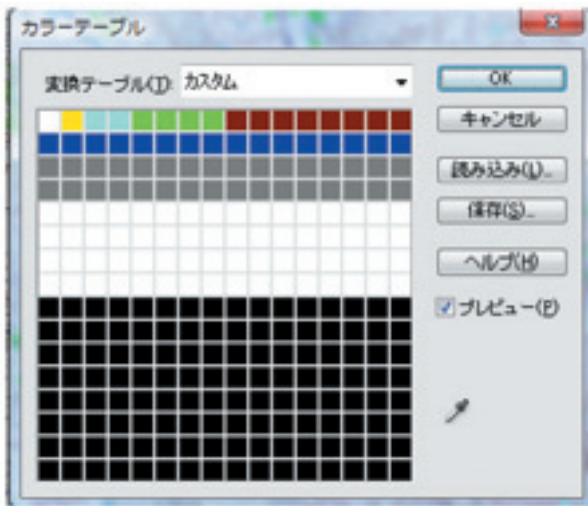 カラーテーブル
変換テーブル(T): カスタム
OK
キャンセル
読み込み(L)...
保存(S)...
ヘルプ(H)
プレビュー(P)